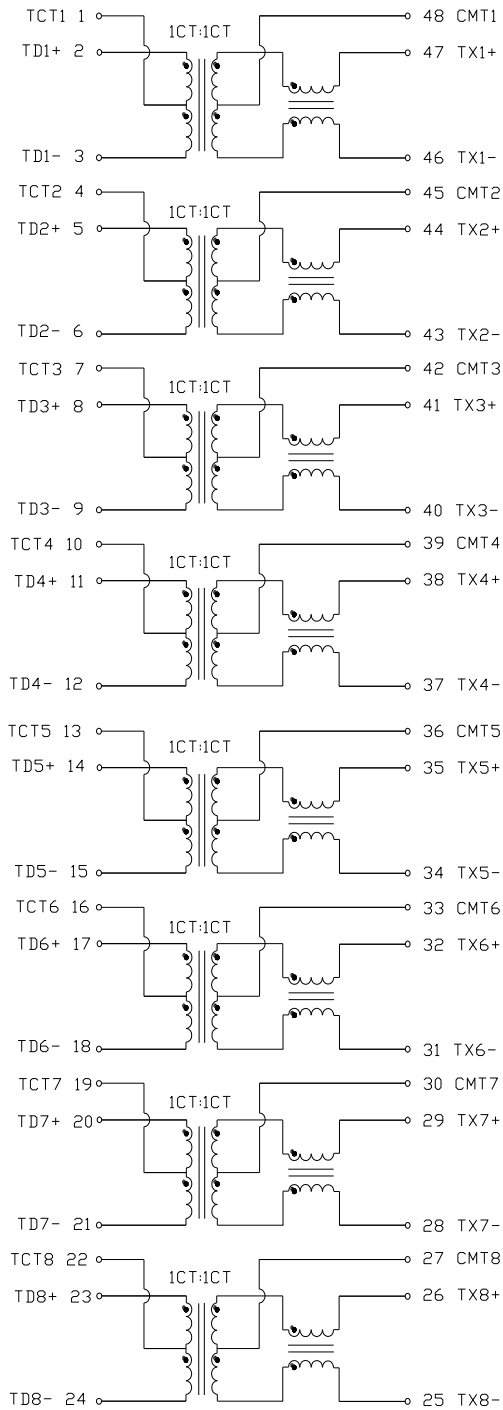 TCT1 1 48 CMT1
1CT:1CT
TD1+ 2 47 TX1+
TD1- 3 46 TX1-
TCT2 4 45 CMT2
1CT:1CT
TD2+ 5 44 TX2+
TD2- 6 43 TX2-
TCT3 7 42 CMT3
1CT:1CT
TD3+ 8 41 TX3+
TD3- 9 40 TX3-
TCT4 10 39 CMT4
1CT:1CT
TD4+ 11 38 TX4+
TD4- 12 37 TX4-
TCT5 13 36 CMT5
1CT:1CT
TD5+ 14 35 TX5+
TD5- 15 34 TX5-
TCT6 16 33 CMT6
1CT:1CT
TD6+ 17 32 TX6+
TD6- 18 31 TX6-
TCT7 19 30 CMT7
1CT:1CT
TD7+ 20 29 TX7+
TD7- 21 28 TX7-
TCT8 22 27 CMT8
1CT:1CT
TD8+ 23 26 TX8+
TD8- 24 25 TX8-